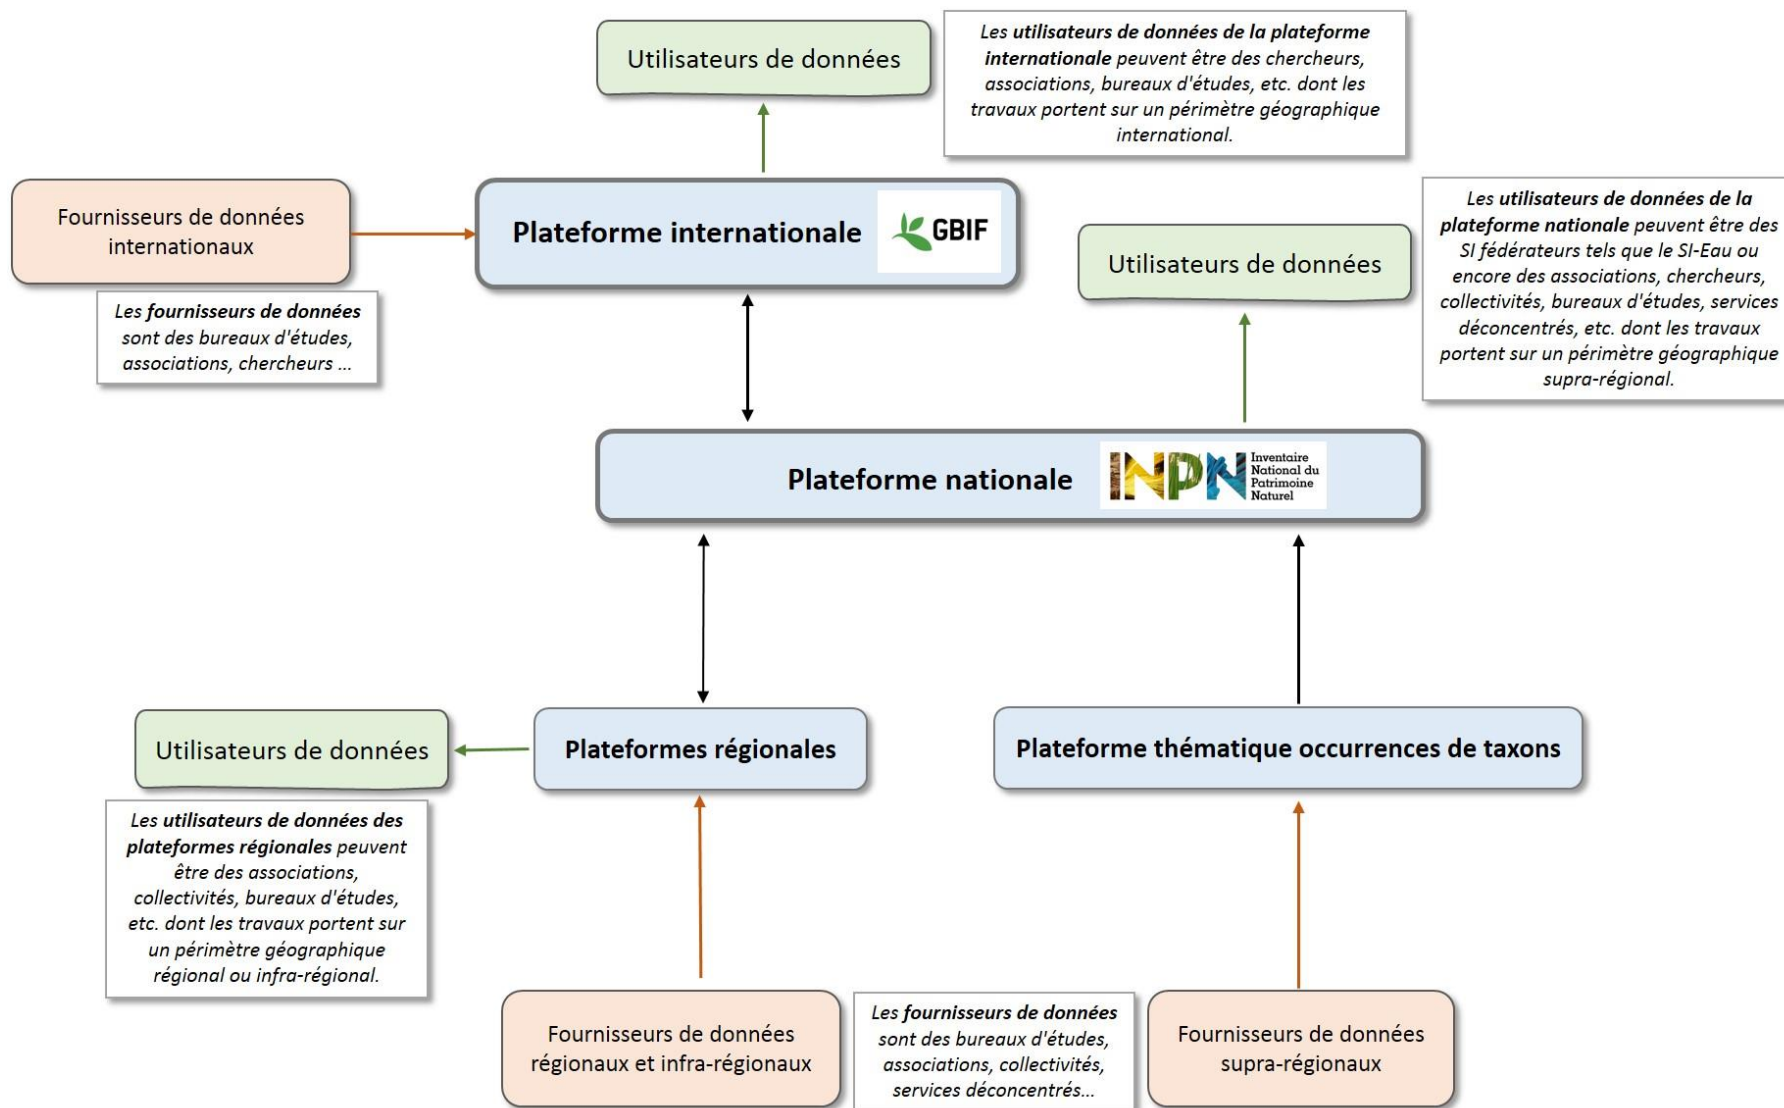 Utilisateurs de données
Les utilisateurs de données de la plateforme
internationale peuvent être des chercheurs,
associations, bureaux d'études, etc. dont les
travaux portent sur un périmètre géographique
international.
Fournisseurs de données
internationaux
Plateforme internationale
GBIF
Les fournisseurs de données
sont des bureaux d'études,
associations, chercheurs ...
Utilisateurs de données
Les utilisateurs de données de la
plateforme nationale peuvent être des
SI fédérateurs tels que le SI-Eau ou
encore des associations, chercheurs,
collectivités, bureaux d'études, services
déconcentrés, etc. dont les travaux
portent sur un périmètre géographique
supra-régional.
Plateforme nationale
INPN
Inventaire
National du
Patrimoine
Naturel
Utilisateurs de données
Plateformes régionales
Plateforme thématique occurrences de taxons
Les utilisateurs de données des
plateformes régionales peuvent
être des associations,
collectivités, bureaux d'études,
etc. dont les travaux portent sur
un périmètre géographique
régional ou infra-régional.
Fournisseurs de données
régionaux et infra-régionaux
Les fournisseurs de données
sont des bureaux d'études,
associations, collectivités,
services déconcentrés...
Fournisseurs de données
supra-régionaux